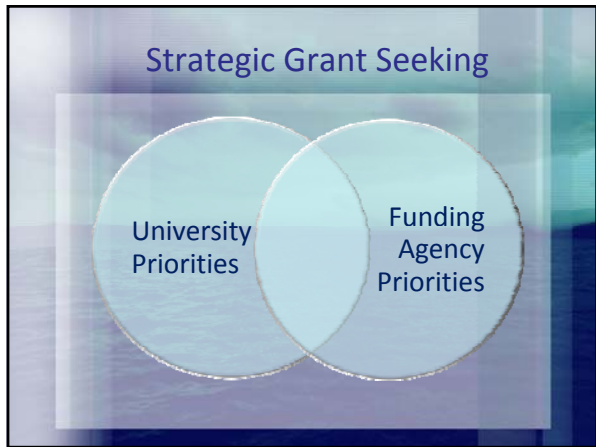 Strategic Grant Seeking
University
Priorities
Funding
Agency
Priorities